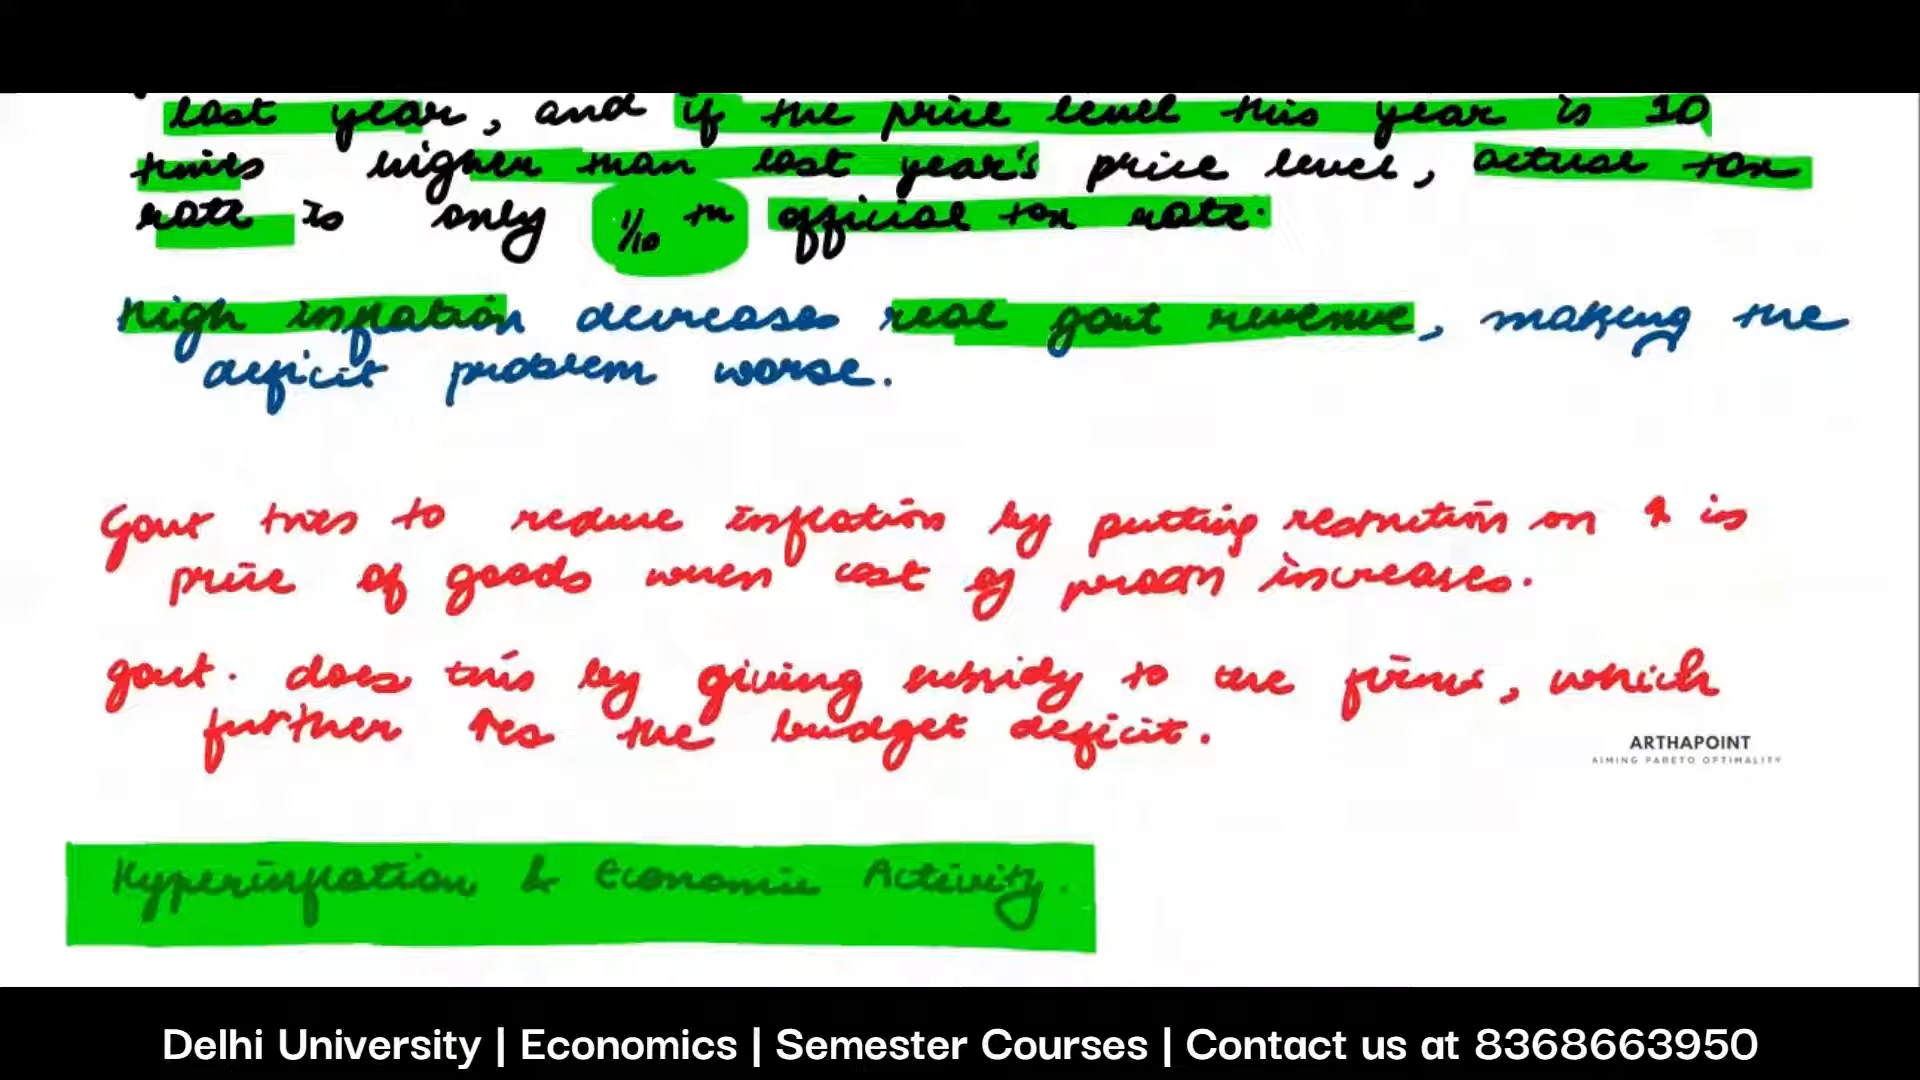 last year, and if the price level this year is 10
times higher than last year's price level, actual tax
rate is only 1/10 th official tax rate.
High inflation decreases real govt revenue, making the
deficit problem worse.
Govt tries to reduce inflation by putting restriction on ↑ is
price of goods when cost of prodn increases.
govt. does this by giving subsidy to the firms, which
further ↑es the budget deficit.
ARTHAPOINT
AIMING PARETO OPTIMALITY
Hyperinflation & Economic Activity.
Delhi University | Economics | Semester Courses | Contact us at 8368663950